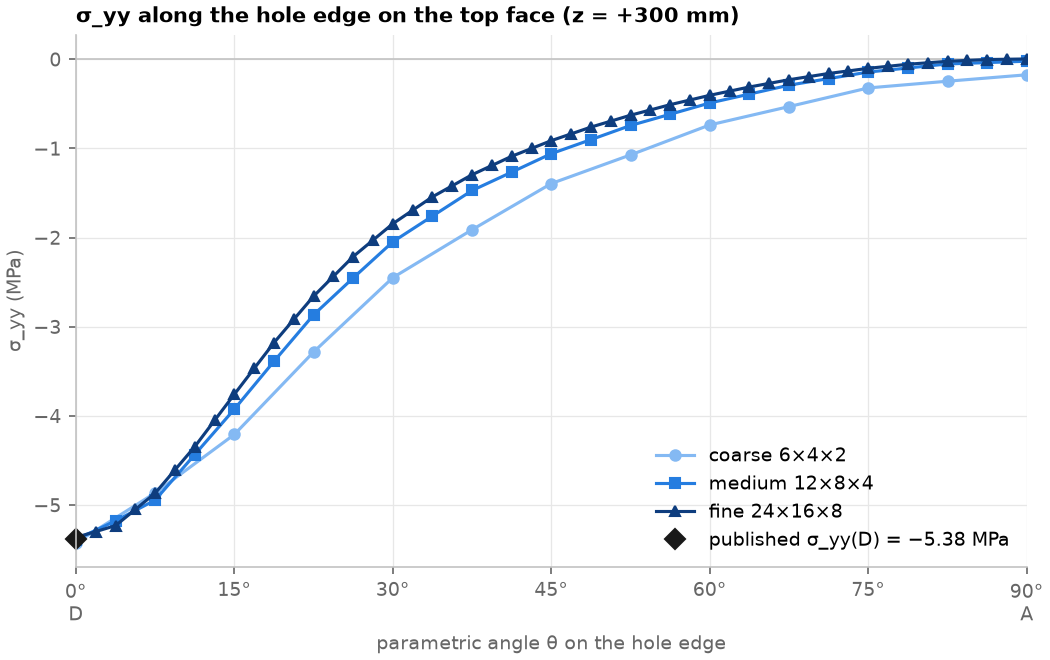 σ_yy along the hole edge on the top face (z = +300 mm)
σ_yy (MPa)
0
−1
−2
−3
−4
−5
coarse 6×4×2
medium 12×8×4
fine 24×16×8
published σ_yy(D) = −5.38 MPa
0° 15° 30° 45° 60° 75° 90°
D A
parametric angle θ on the hole edge